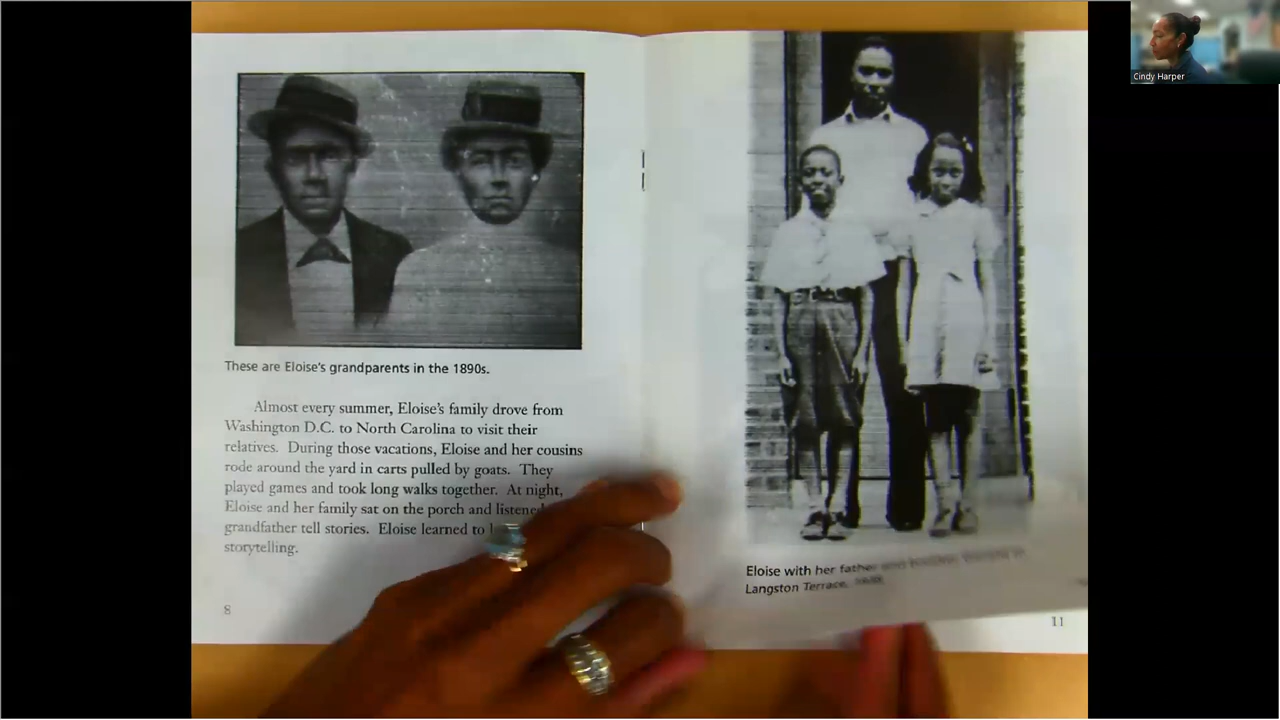 These are Eloise's grandparents in the 1890s.
Almost every summer, Eloise's family drove from
Washington D.C. to North Carolina to visit their
relatives. During those vacations, Eloise and her cousins
rode around the yard in carts pulled by goats. They
played games and took long walks together. At night,
Eloise and her family sat on the porch and listened
grandfather tell stories. Eloise learned to
storytelling.
8
Eloise with her father
Langston Terrace,
11
Cindy Harper